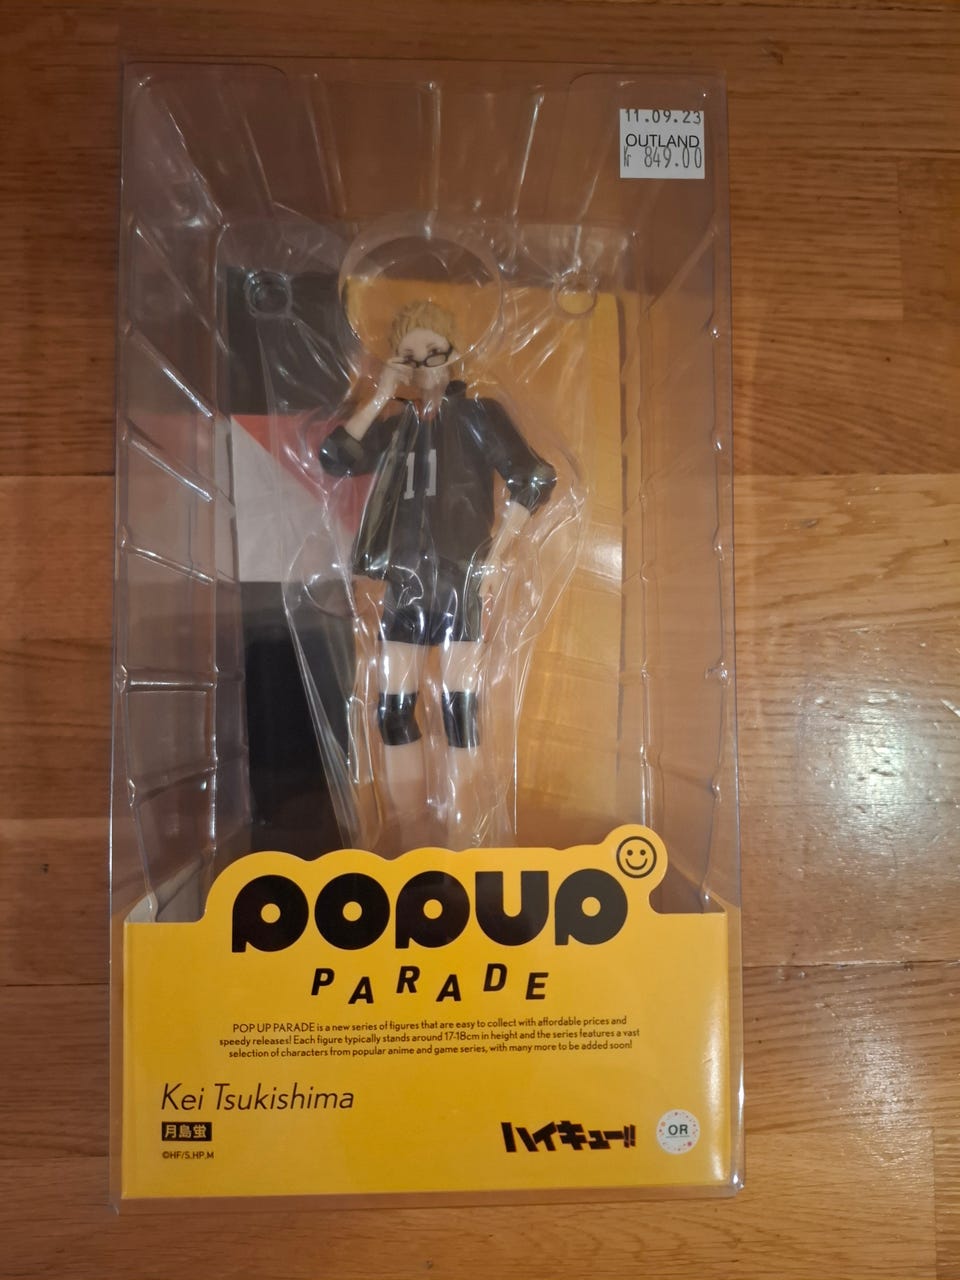 11.09.23
OUTLAND
kr 849.00
11
POPUP
PARADE
POP UP PARADE is a new series of figures that are easy to collect with affordable prices and
speedy releases! Each figure typically stands around 17-18cm in height and the series features a vast
selection of characters from popular anime and game series, with many more to be added soon!
Kei Tsukishima
月島蛍
ハイキュー!!
©HF/S,HP,M
OR